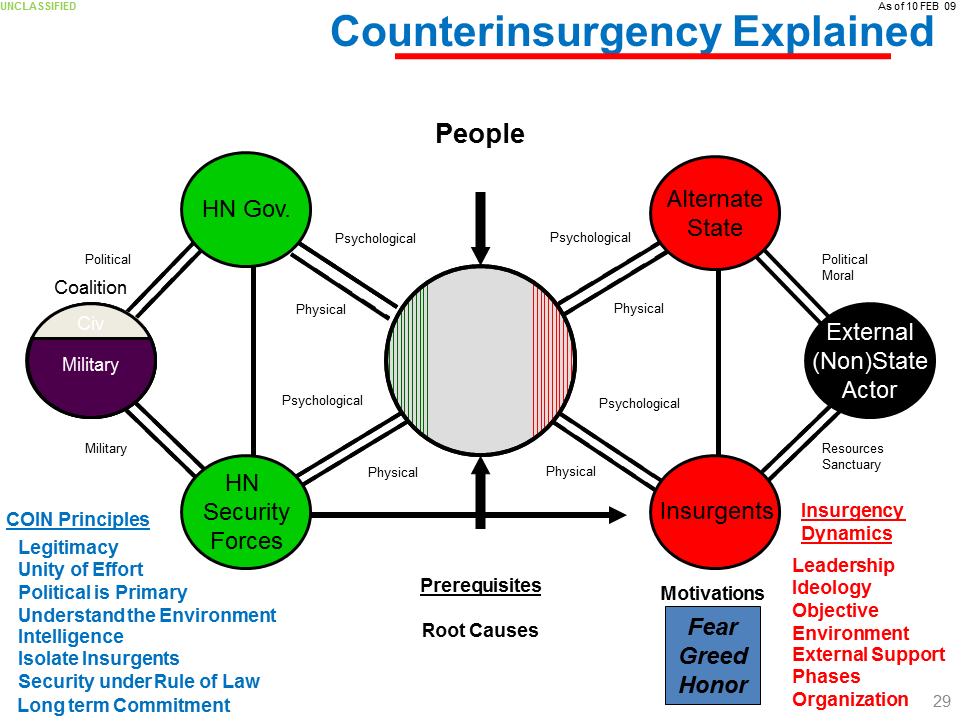 UNCLASSIFIED
As of 10 FEB 09
Counterinsurgency Explained
People
HN Gov.
Alternate
State
Psychological
Psychological
Political
Political
Moral
Coalition
Physical
Physical
Civ
Military
External
(Non)State
Actor
Psychological
Psychological
Military
Resources
Sanctuary
Physical
Physical
HN
Security
Forces
Insurgents
COIN Principles
Legitimacy
Unity of Effort
Political is Primary
Understand the Environment
Intelligence
Isolate Insurgents
Security under Rule of Law
Long term Commitment
Prerequisites
Root Causes
Motivations
Fear
Greed
Honor
Insurgency
Dynamics
Leadership
Ideology
Objective
Environment
External Support
Phases
Organization
29